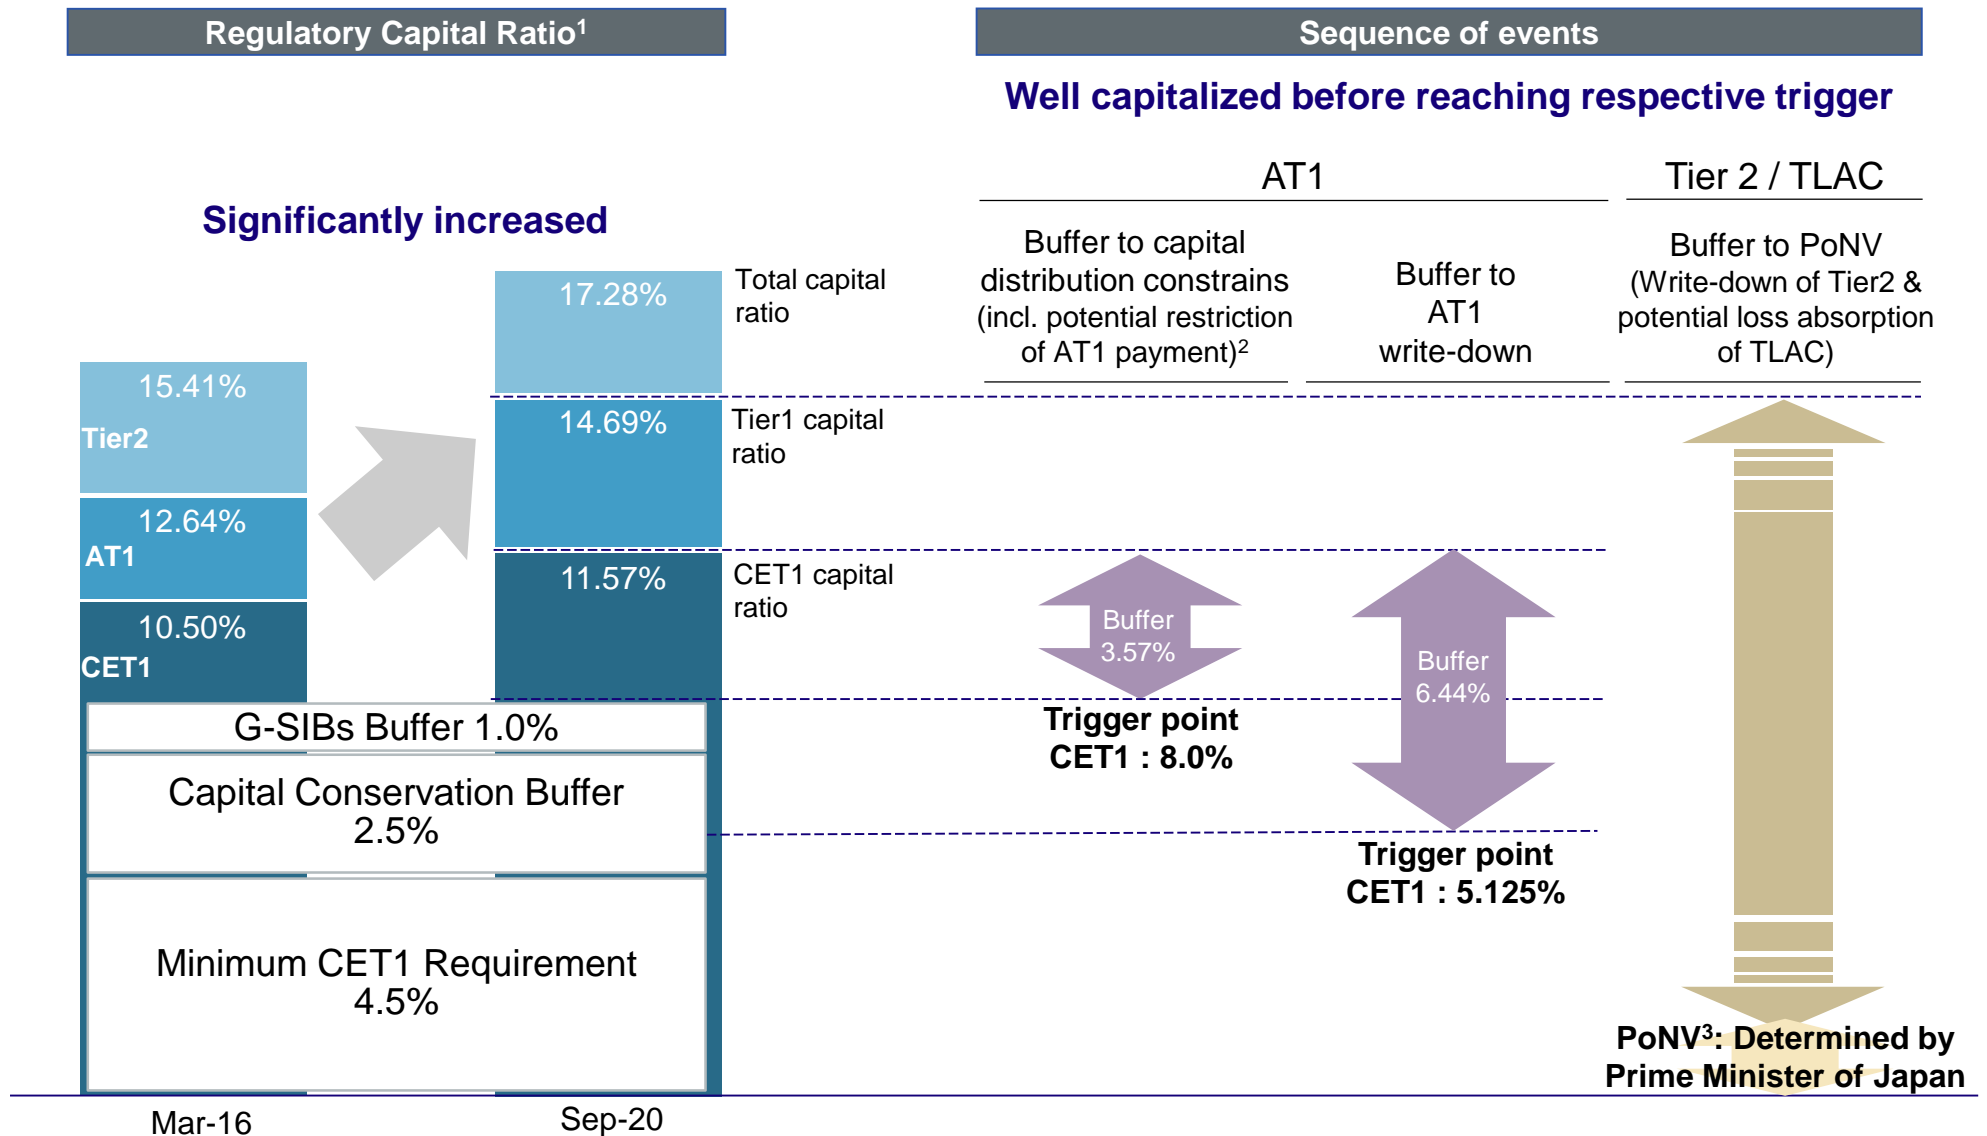 Regulatory Capital Ratio1
Significantly increased
15.41%
Tier2
12.64%
AT1
10.50%
CET1
17.28%
Total capital
ratio
14.69%
Tier1 capital
ratio
11.57%
CET1 capital
ratio
G-SIBs Buffer 1.0%
Capital Conservation Buffer
2.5%
Minimum CET1 Requirement
4.5%
Mar-16
Sep-20
Sequence of events
Well capitalized before reaching respective trigger
AT1
Tier 2 / TLAC
Buffer to capital
distribution constrains
(incl. potential restriction
of AT1 payment)2
Buffer to
AT1
write-down
Buffer to PoNV
(Write-down of Tier2 &
potential loss absorption
of TLAC)
Buffer
3.57%
Trigger point
CET1 : 8.0%
Buffer
6.44%
Trigger point
CET1 : 5.125%
PoNV3: Determined by
Prime Minister of Japan